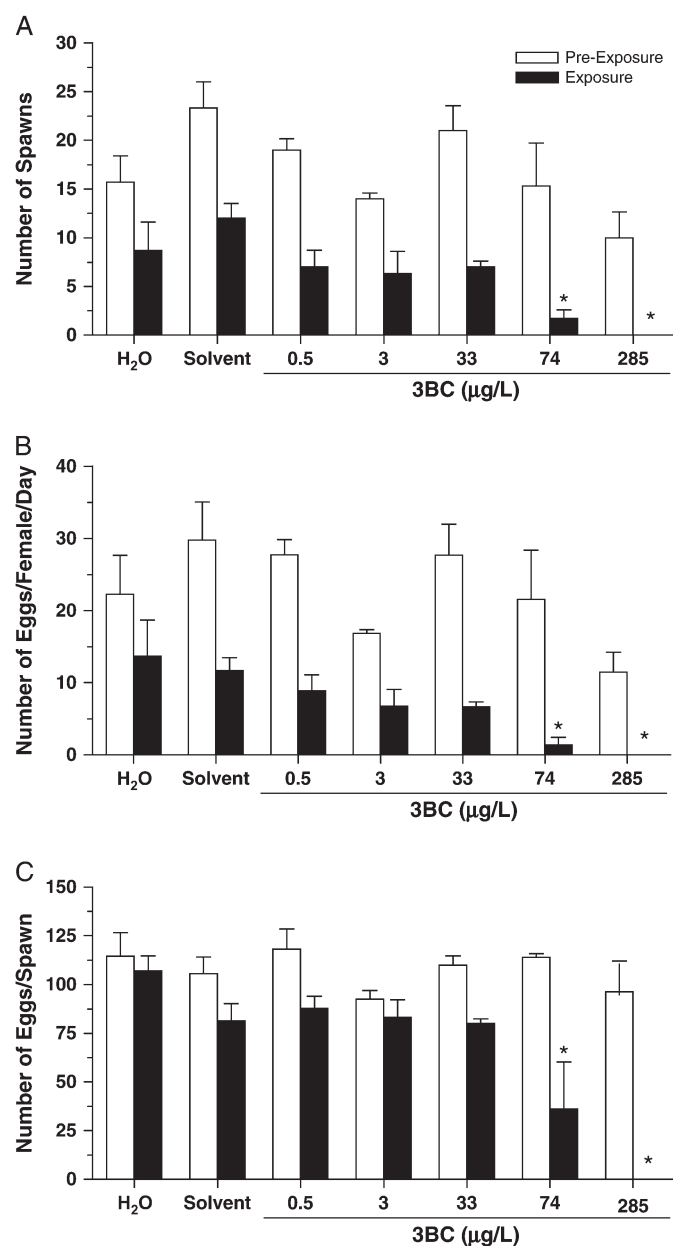 A
Number of Spawns
30
25
20
15
10
5
0
Pre-Exposure
Exposure
*
*
H₂O Solvent 0.5 3 33 74 285
3BC (μg/L)
B
Number of Eggs/Female/Day
40
30
20
10
0
*
*
H₂O Solvent 0.5 3 33 74 285
3BC (μg/L)
C
Number of Eggs/Spawn
150
125
100
75
50
25
0
*
*
H₂O Solvent 0.5 3 33 74 285
3BC (μg/L)